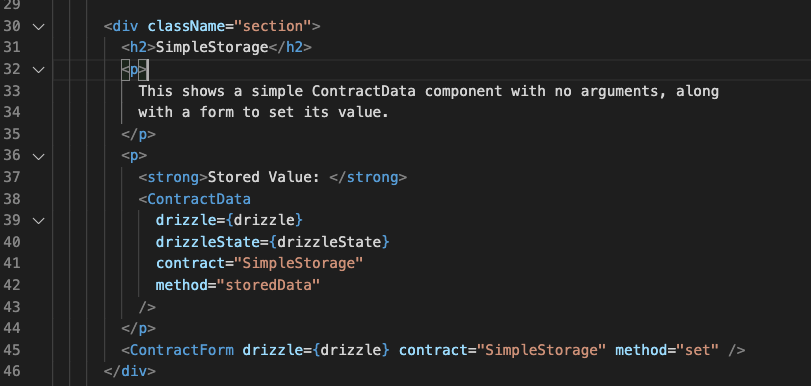 29
30 <div className="section">
31 <h2>SimpleStorage</h2>
32 <p>
33 This shows a simple ContractData component with no arguments, along
34 with a form to set its value.
35 </p>
36 <p>
37 <strong>Stored Value: </strong>
38 <ContractData
39 drizzle={drizzle}
40 drizzleState={drizzleState}
41 contract="SimpleStorage"
42 method="storedData"
43 />
44 </p>
45 <ContractForm drizzle={drizzle} contract="SimpleStorage" method="set" />
46 </div>